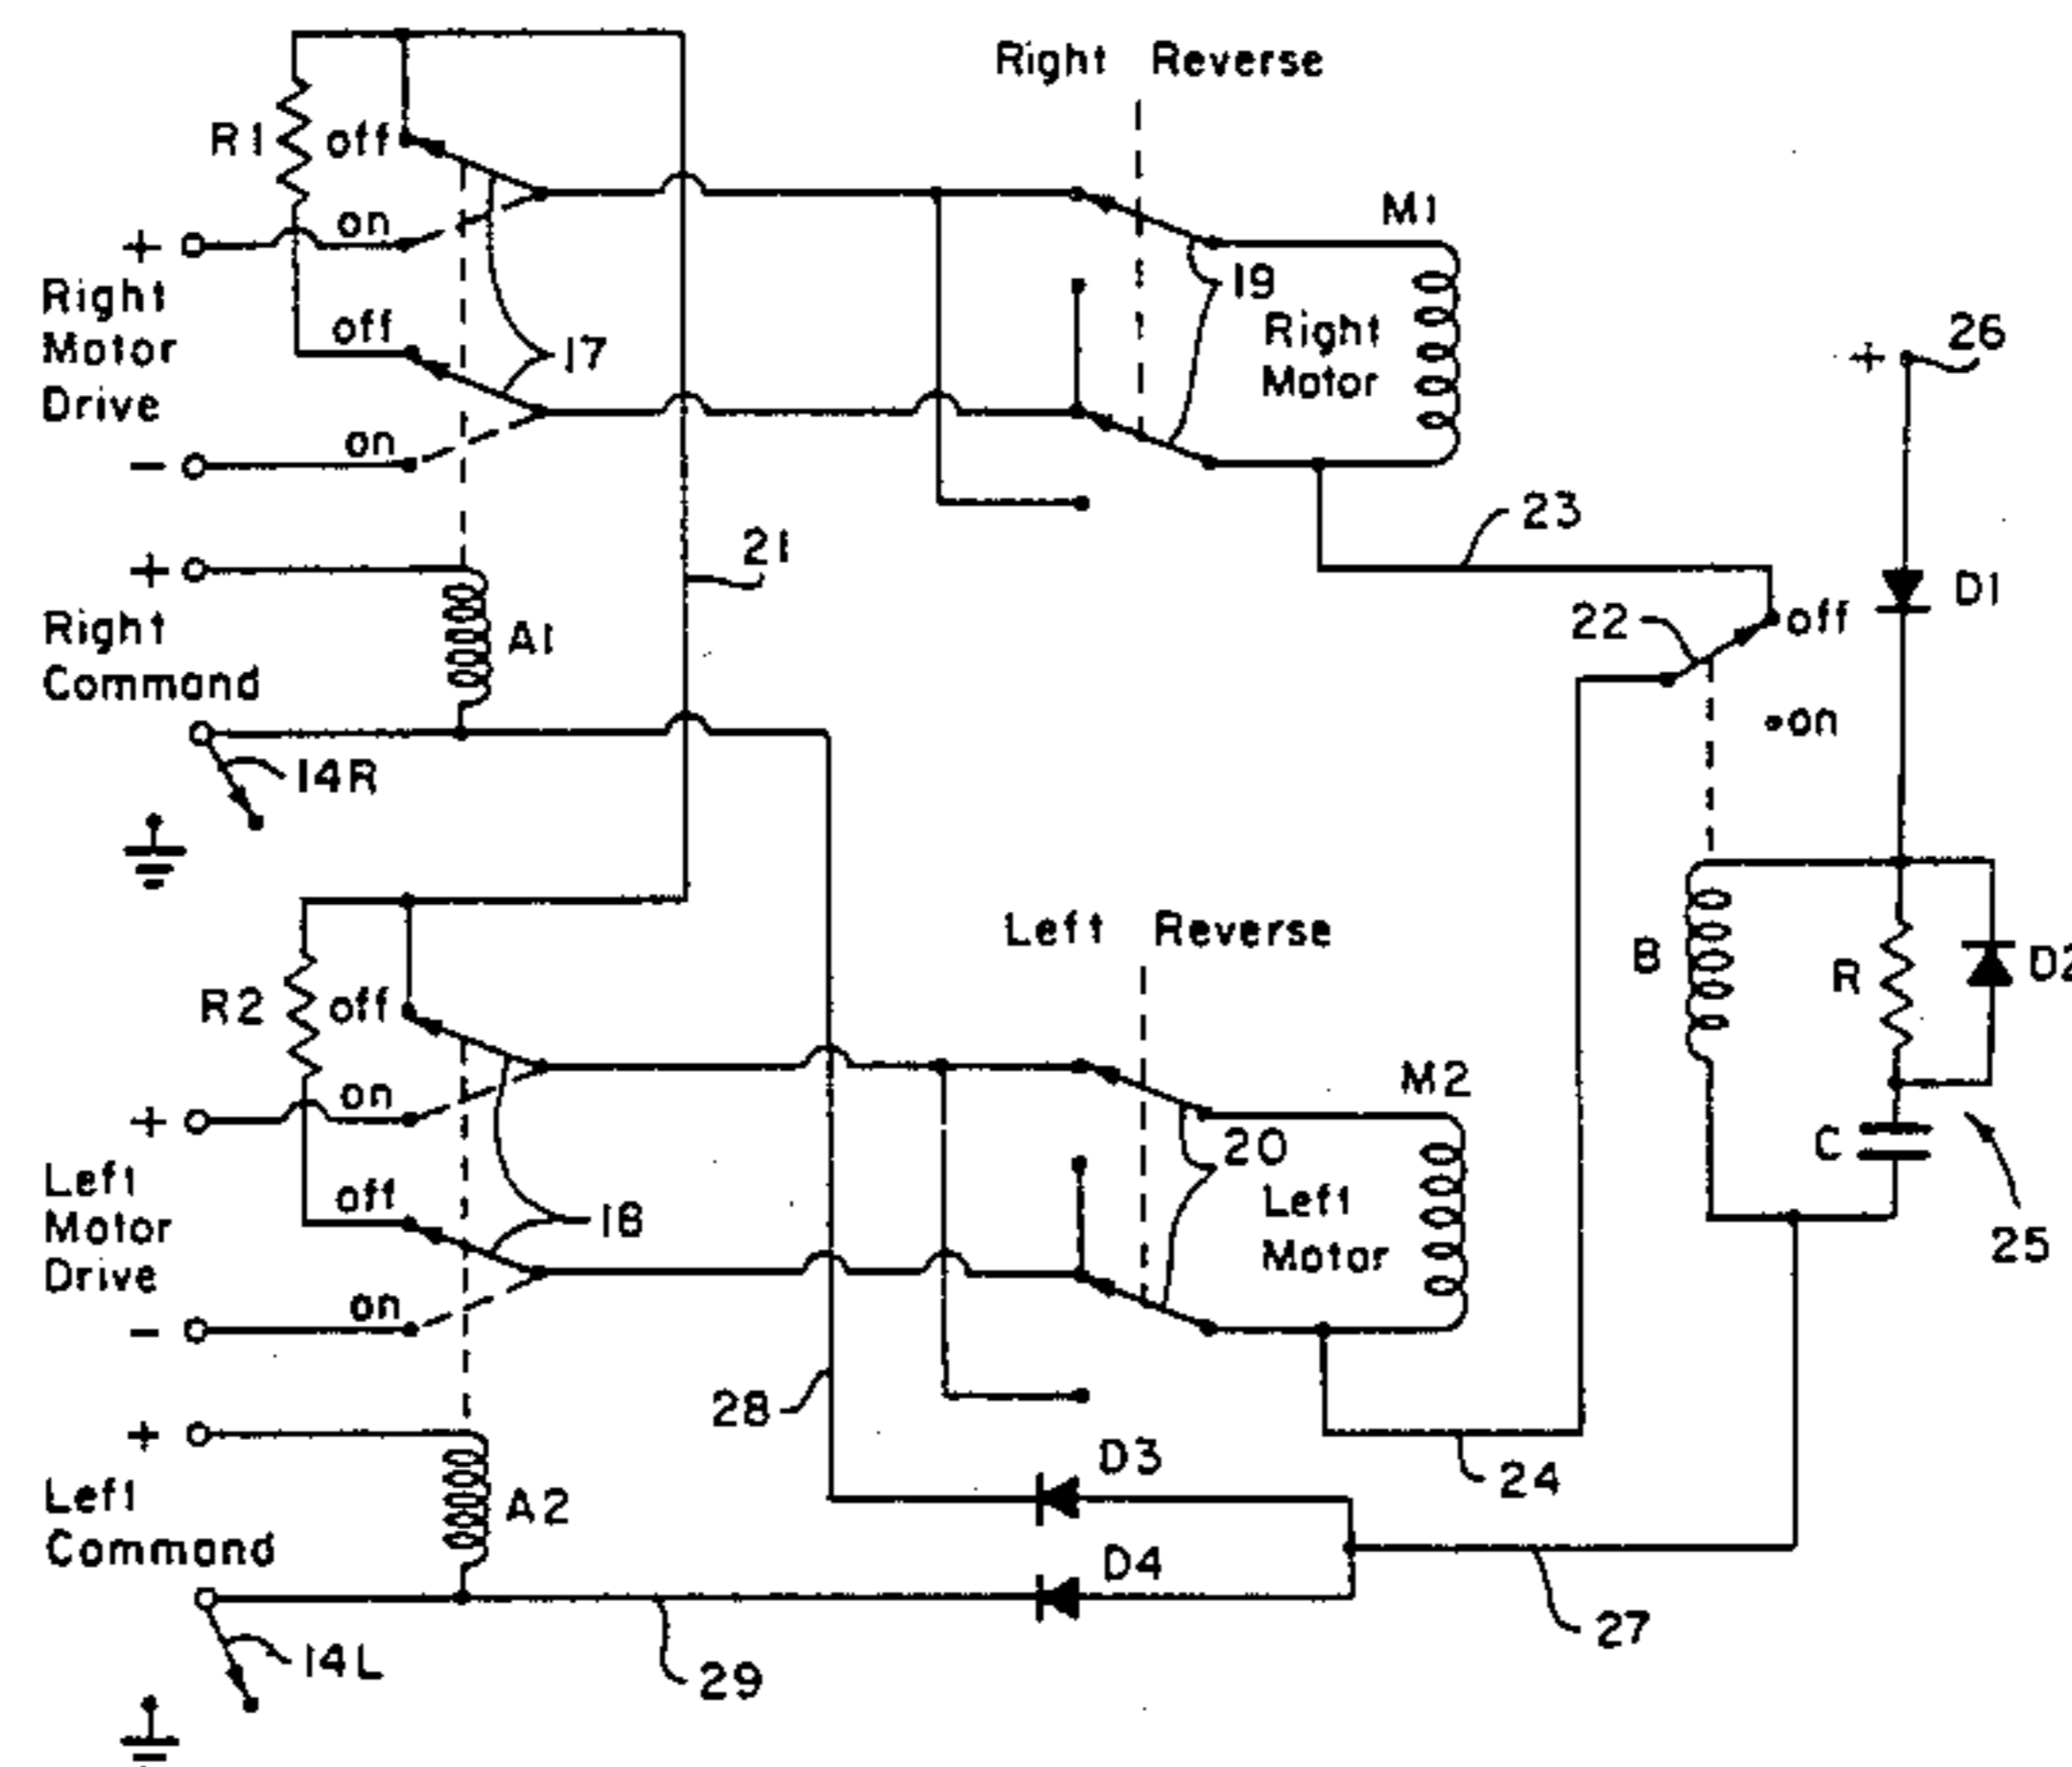 Right Reverse
R1
off
on
+
M1
Right
Motor
Drive
off
17
19
Right
Motor
+
26
on
−
21
23
D1
+
Right
Command
A1
22
off
on
14R
Left Reverse
R2
off
B
R
D2
on
+
M2
C
Left
Motor
Drive
off
18
20
Left
Motor
25
on
−
28
+
D3
24
Left
Command
A2
D4
27
14L
29